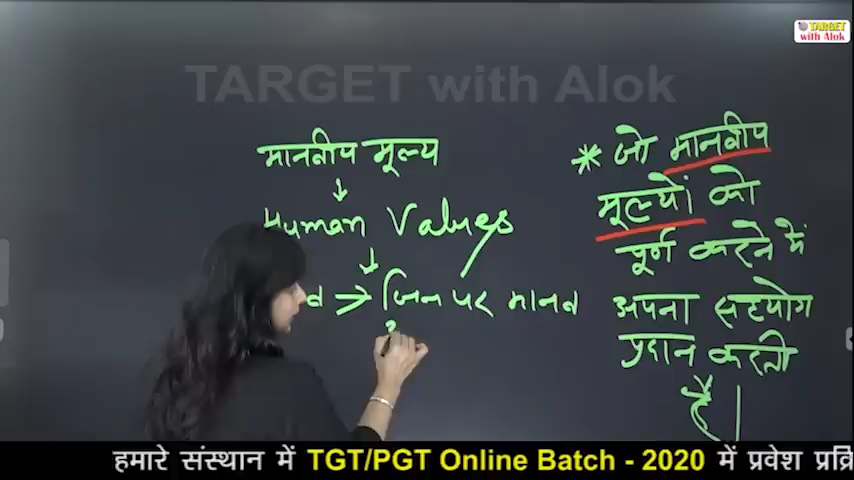 TARGET
with Alok
TARGET with Alok
मानवीय मूल्य
Human Values
जिन पर मानव
* जो मानवीय
मूल्यों को
पूर्ण करने में
अपना सहयोग
प्रदान करती
है।
हमारे संस्थान में TGT/PGT Online Batch - 2020 में प्रवेश